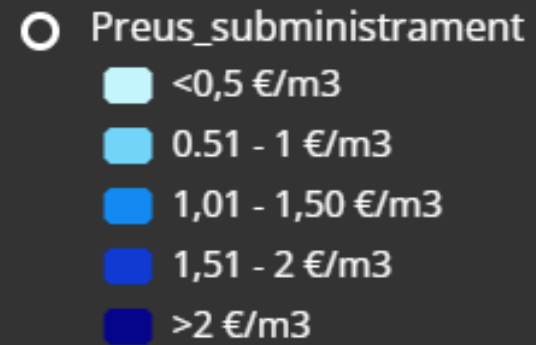 Preus_subministrament
<0,5 €/m3
0.51 - 1 €/m3
1,01 - 1,50 €/m3
1,51 - 2 €/m3
>2 €/m3